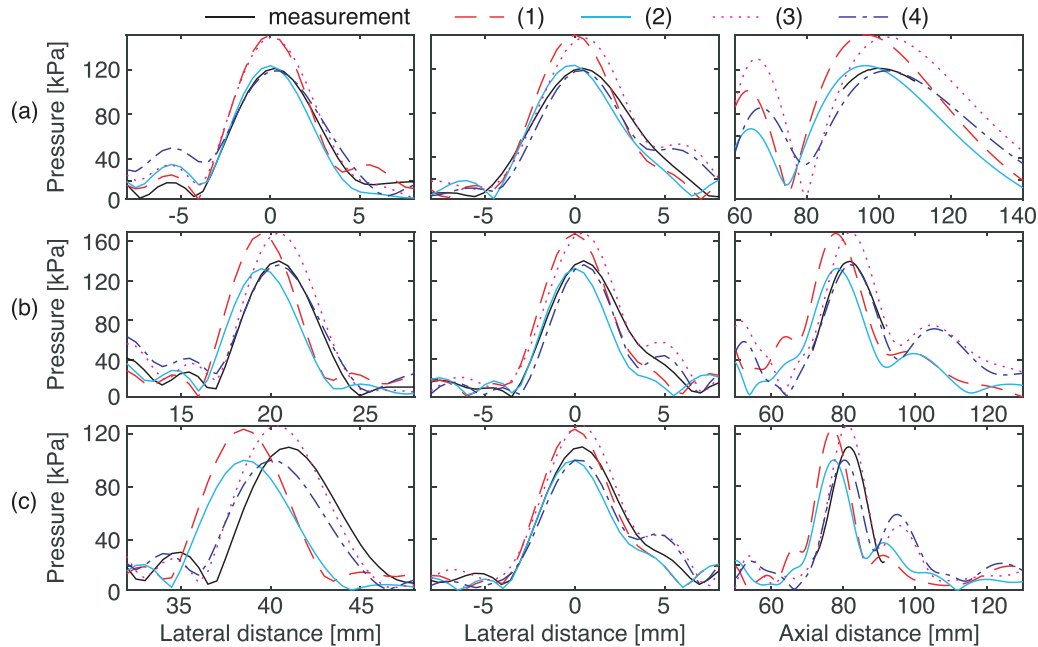 measurement (1) (2) (3) (4)
(a) Pressure [kPa]
120
80
40
0
-5 0 5
-5 0 5
60 80 100 120 140
(b) Pressure [kPa]
160
120
80
40
0
15 20 25
-5 0 5
60 80 100 120
(c) Pressure [kPa]
120
80
40
0
35 40 45
-5 0 5
60 80 100 120
Lateral distance [mm] Lateral distance [mm] Axial distance [mm]